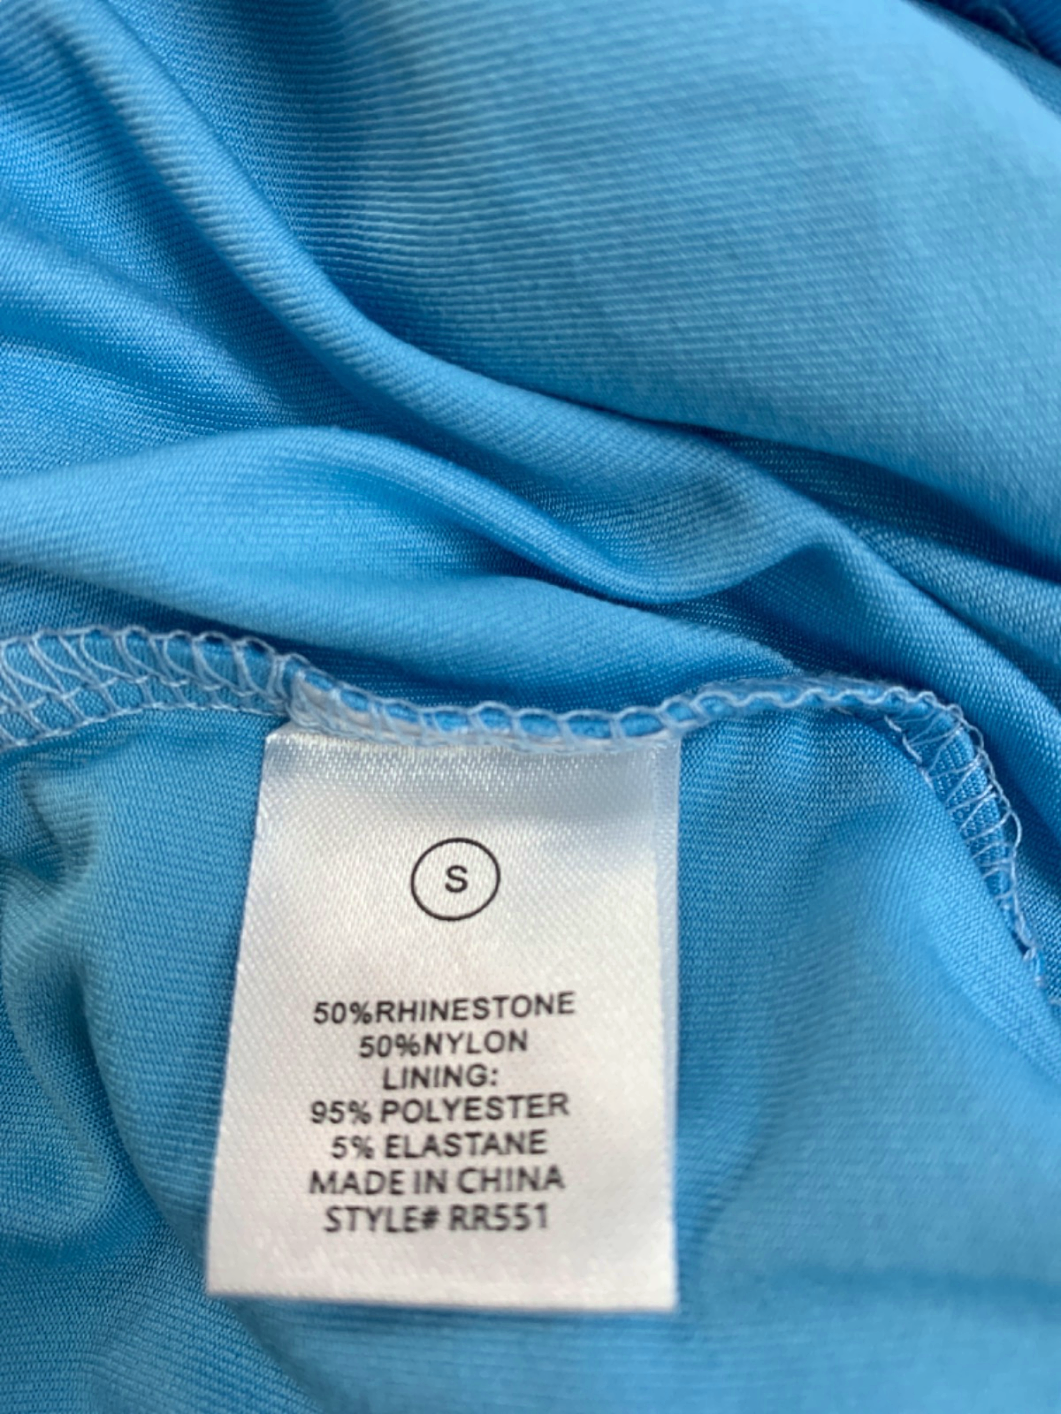 S
50%RHINESTONE
50%NYLON
LINING:
95% POLYESTER
5% ELASTANE
MADE IN CHINA
STYLE# RR551